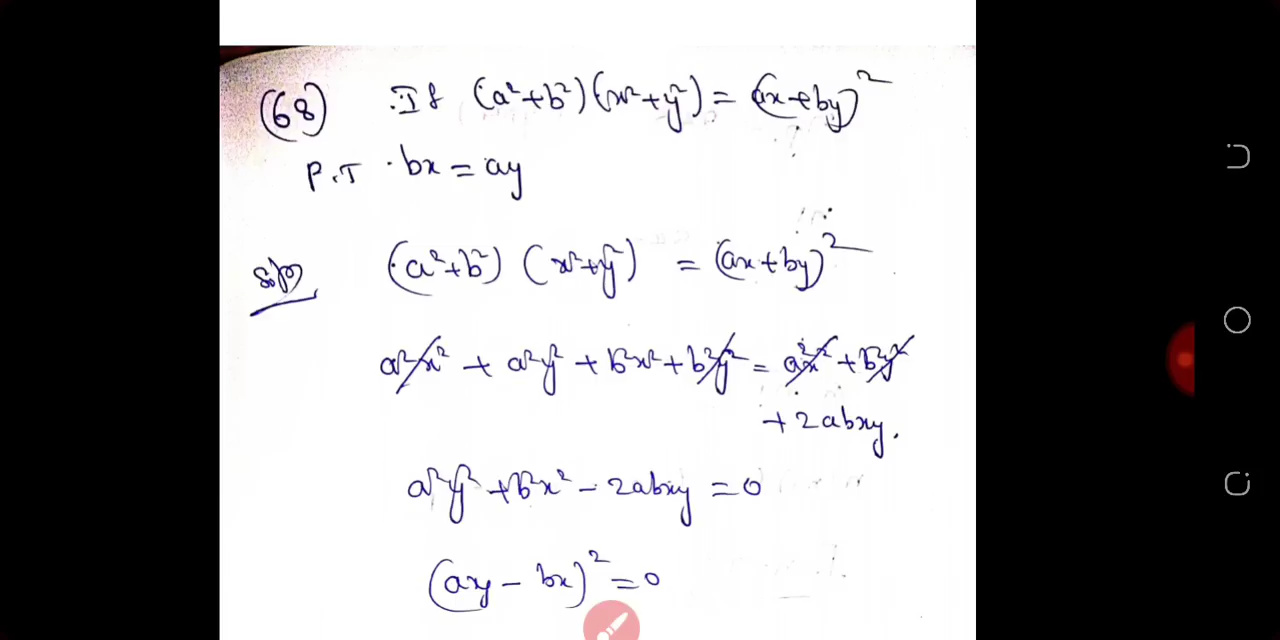 (68) If (a²+b²)(x²+y²) = (ax+by)²
P.T bx = ay
Soln (a²+b²) (x²+y²) = (ax+by)²
a²x² + a²y² + b²x² + b²y² = a²x² + b²y²
+ 2abxy.
a²y² + b²x² - 2abxy = 0
(ay - bx)² = 0